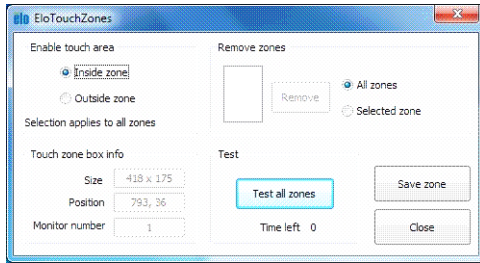 elo EloTouchZones
Enable touch area
Inside zone
Outside zone
Selection applies to all zones
Remove zones
Remove
All zones
Selected zone
Touch zone box info
Size 418 x 175
Position 793, 36
Monitor number 1
Test
Test all zones
Time left 0
Save zone
Close